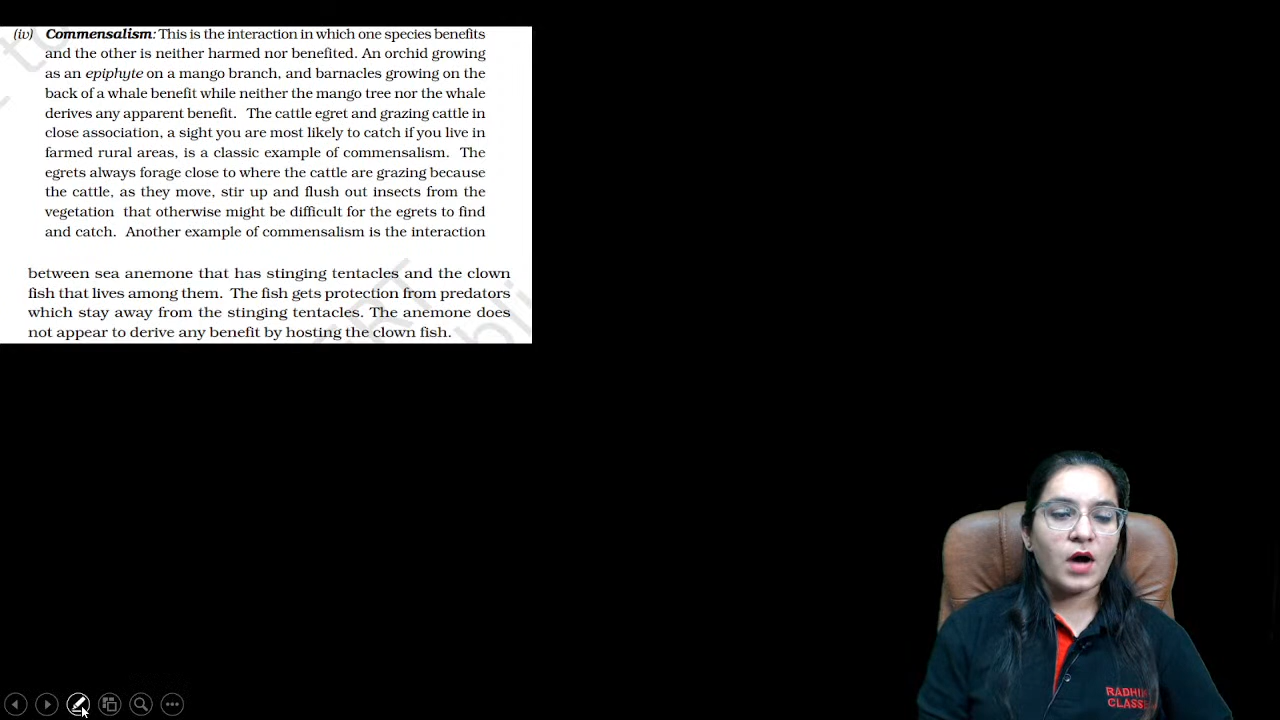 (iv) Commensalism: This is the interaction in which one species benefits
and the other is neither harmed nor benefited. An orchid growing
as an epiphyte on a mango branch, and barnacles growing on the
back of a whale benefit while neither the mango tree nor the whale
derives any apparent benefit. The cattle egret and grazing cattle in
close association, a sight you are most likely to catch if you live in
farmed rural areas, is a classic example of commensalism. The
egrets always forage close to where the cattle are grazing because
the cattle, as they move, stir up and flush out insects from the
vegetation that otherwise might be difficult for the egrets to find
and catch. Another example of commensalism is the interaction
between sea anemone that has stinging tentacles and the clown
fish that lives among them. The fish gets protection from predators
which stay away from the stinging tentacles. The anemone does
not appear to derive any benefit by hosting the clown fish.